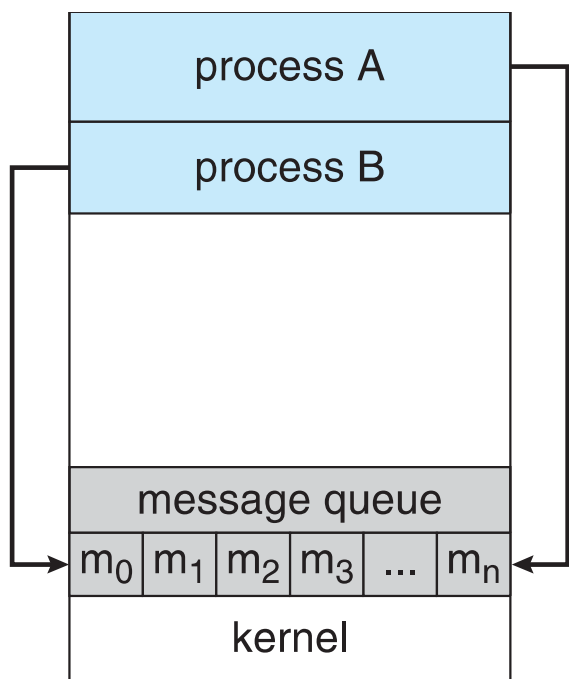 process A
process B
message queue
m₀ m₁ m₂ m₃ ... mₙ
kernel